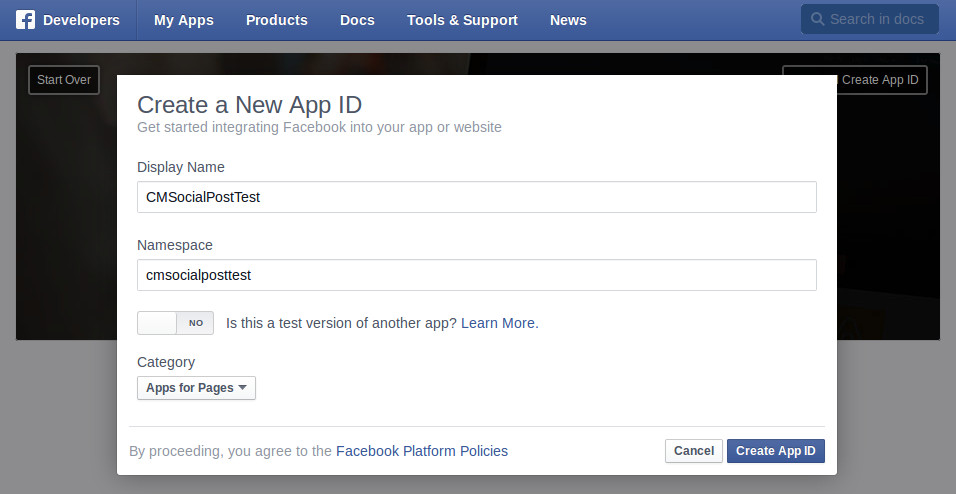 Developers My Apps Products Docs Tools & Support News Search in docs
Start Over Create App ID
Create a New App ID
Get started integrating Facebook into your app or website
Display Name
CMSocialPostTest
Namespace
cmsocialposttest
NO Is this a test version of another app? Learn More.
Category
Apps for Pages
By proceeding, you agree to the Facebook Platform Policies Cancel Create App ID